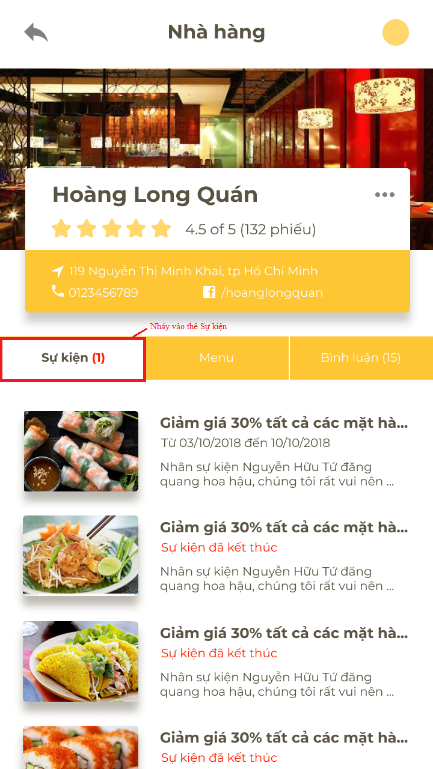 Nhà hàng
Hoàng Long Quán
4.5 of 5 (132 phiếu)
119 Nguyễn Thị Minh Khai, tp Hồ Chí Minh
0123456789 /hoanglongquan
Nháy vào thẻ Sự kiện
Sự kiện (1) Menu Bình luận (15)
Giảm giá 30% tất cả các mặt hà...
Từ 03/10/2018 đến 10/10/2018
Nhân sự kiện Nguyễn Hữu Tứ đăng
quang hoa hậu, chúng tôi rất vui nên ...
Giảm giá 30% tất cả các mặt hà...
Sự kiện đã kết thúc
Nhân sự kiện Nguyễn Hữu Tứ đăng
quang hoa hậu, chúng tôi rất vui nên ...
Giảm giá 30% tất cả các mặt hà...
Sự kiện đã kết thúc
Nhân sự kiện Nguyễn Hữu Tứ đăng
quang hoa hậu, chúng tôi rất vui nên ...
Giảm giá 30% tất cả các mặt hà...
Sự kiện đã kết thúc